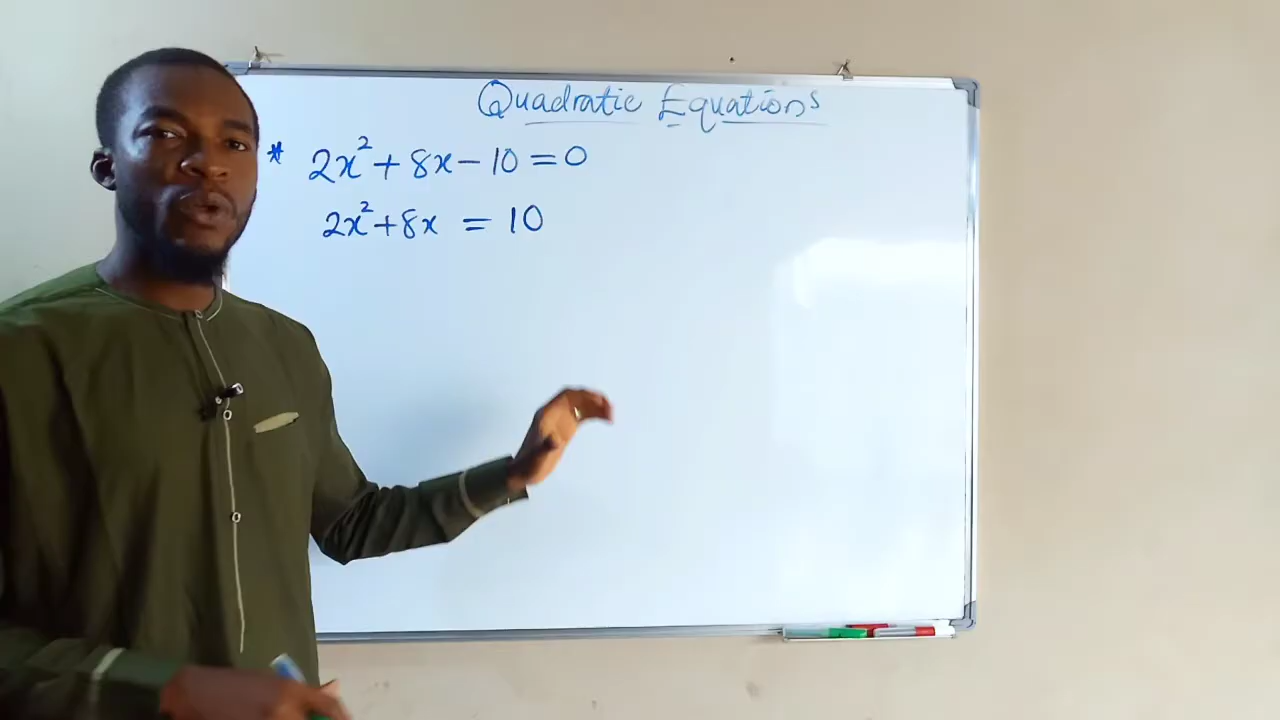 Quadratic Equations
* 2x² + 8x - 10 = 0
2x² + 8x = 10